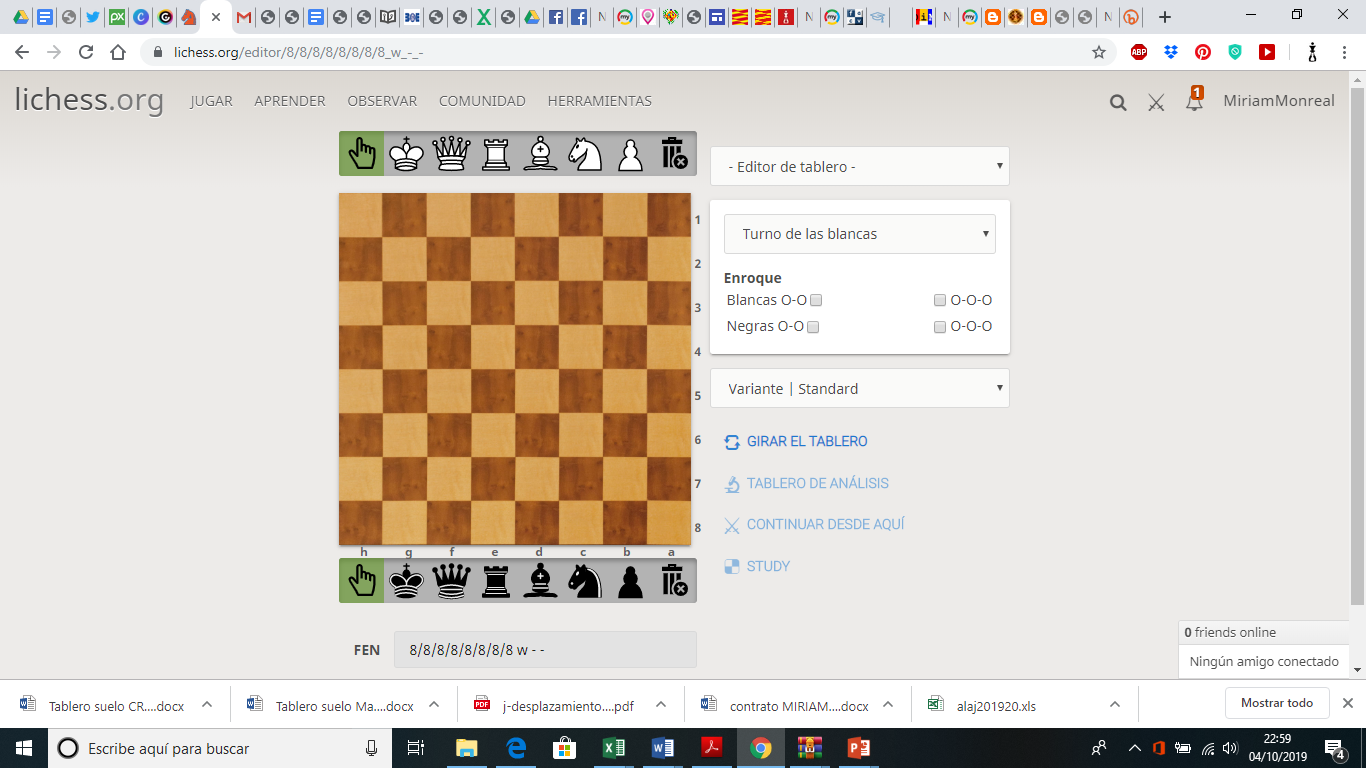 lichess.org/editor/8/8/8/8/8/8/8/8_w_-_-
ABP
lichess.org JUGAR APRENDER OBSERVAR COMUNIDAD HERRAMIENTAS 1 MiriamMonreal
- Editor de tablero -
Turno de las blancas
Enroque
Blancas O-O O-O-O
Negras O-O O-O-O
Variante | Standard
GIRAR EL TABLERO
TABLERO DE ANÁLISIS
CONTINUAR DESDE AQUÍ
STUDY
1
2
3
4
5
6
7
8
h g f e d c b a
FEN 8/8/8/8/8/8/8/8 w - -
0 friends online
Ningún amigo conectado
Tablero suelo CR....docx Tablero suelo Ma....docx j-desplazamiento....pdf contrato MIRIAM....docx alaj201920.xls Mostrar todo
Escribe aquí para buscar
22:59
04/10/2019
4